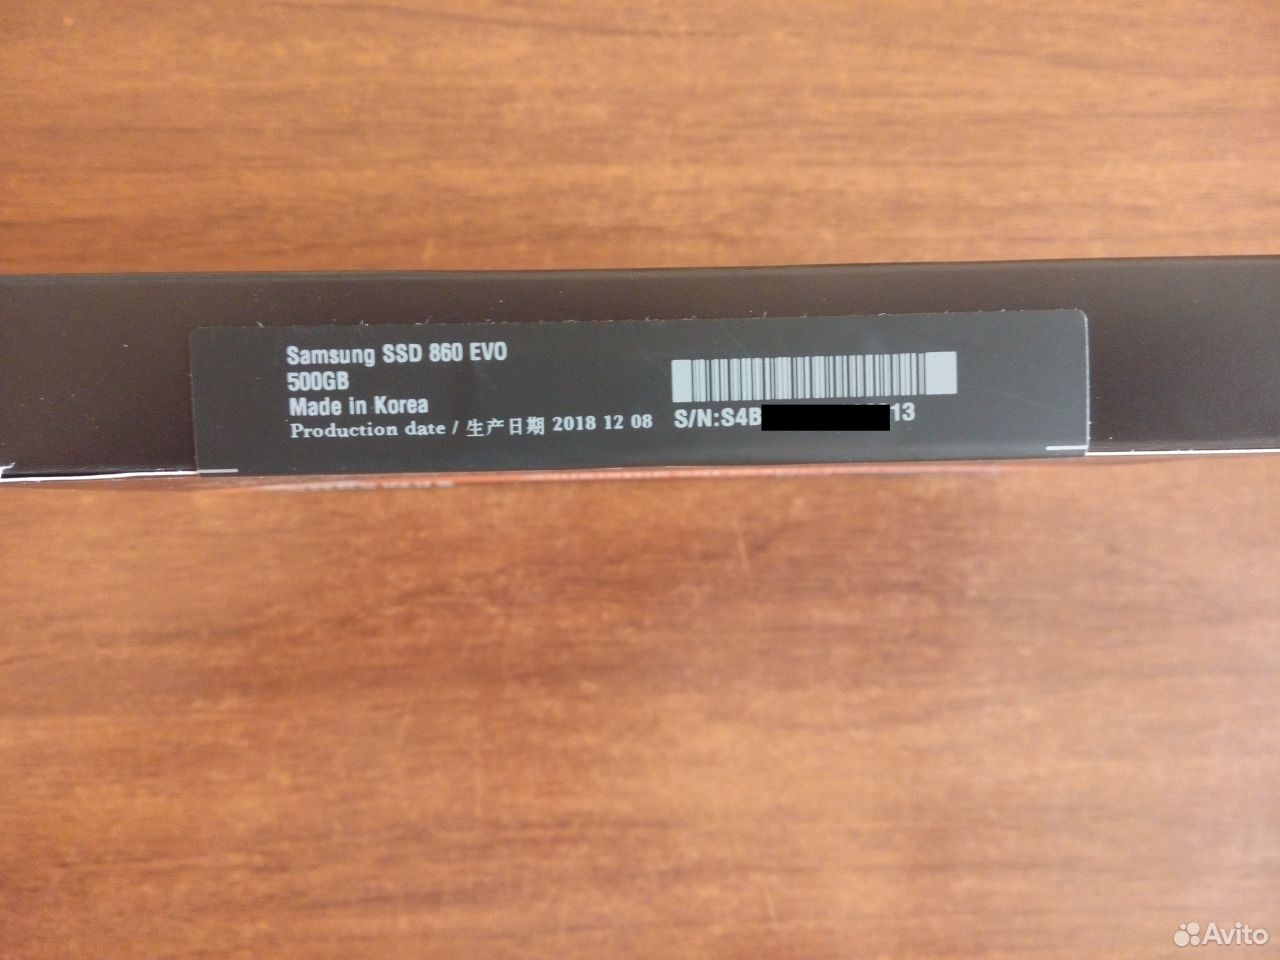 Samsung SSD 860 EVO
500GB
Made in Korea
Production date / 生产日期 2018 12 08
S/N:S4B 13
Avito